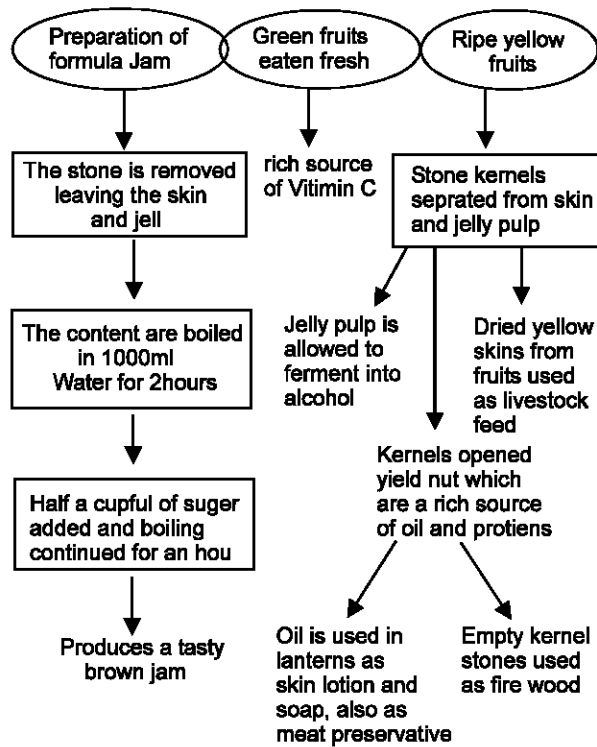 Preparation of
formula Jam
Green fruits
eaten fresh
Ripe yellow
fruits
The stone is removed
leaving the skin
and jell
rich source
of Vitimin C
Stone kernels
seprated from skin
and jelly pulp
The content are boiled
in 1000ml
Water for 2hours
Jelly pulp is
allowed to
ferment into
alcohol
Dried yellow
skins from
fruits used
as livestock
feed
Kernels opened
yield nut which
are a rich source
of oil and protiens
Half a cupful of suger
added and boiling
continued for an hou
Produces a tasty
brown jam
Oil is used in
lanterns as
skin lotion and
soap, also as
meat preservative
Empty kernel
stones used
as fire wood